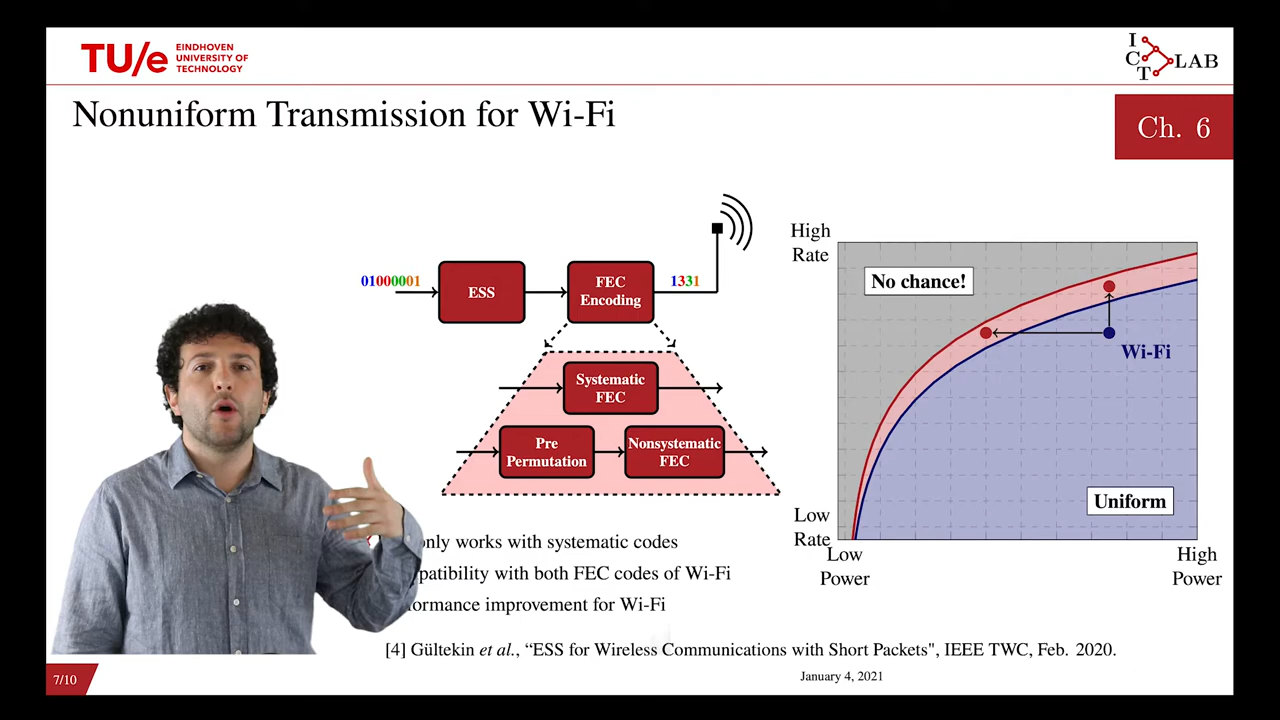 TU/e
EINDHOVEN
UNIVERSITY OF
TECHNOLOGY
I
C
T
LAB
Nonuniform Transmission for Wi-Fi
Ch. 6
01000001
ESS
FEC
Encoding
1331
Systematic
FEC
Pre
Permutation
Nonsystematic
FEC
High
Rate
No chance!
Wi-Fi
Uniform
Low
Rate
Low
Power
High
Power
only works with systematic codes
with both FEC codes of Wi-Fi
improvement for Wi-Fi
[4] Gültekin et al., “ESS for Wireless Communications with Short Packets", IEEE TWC, Feb. 2020.
7/10
January 4, 2021